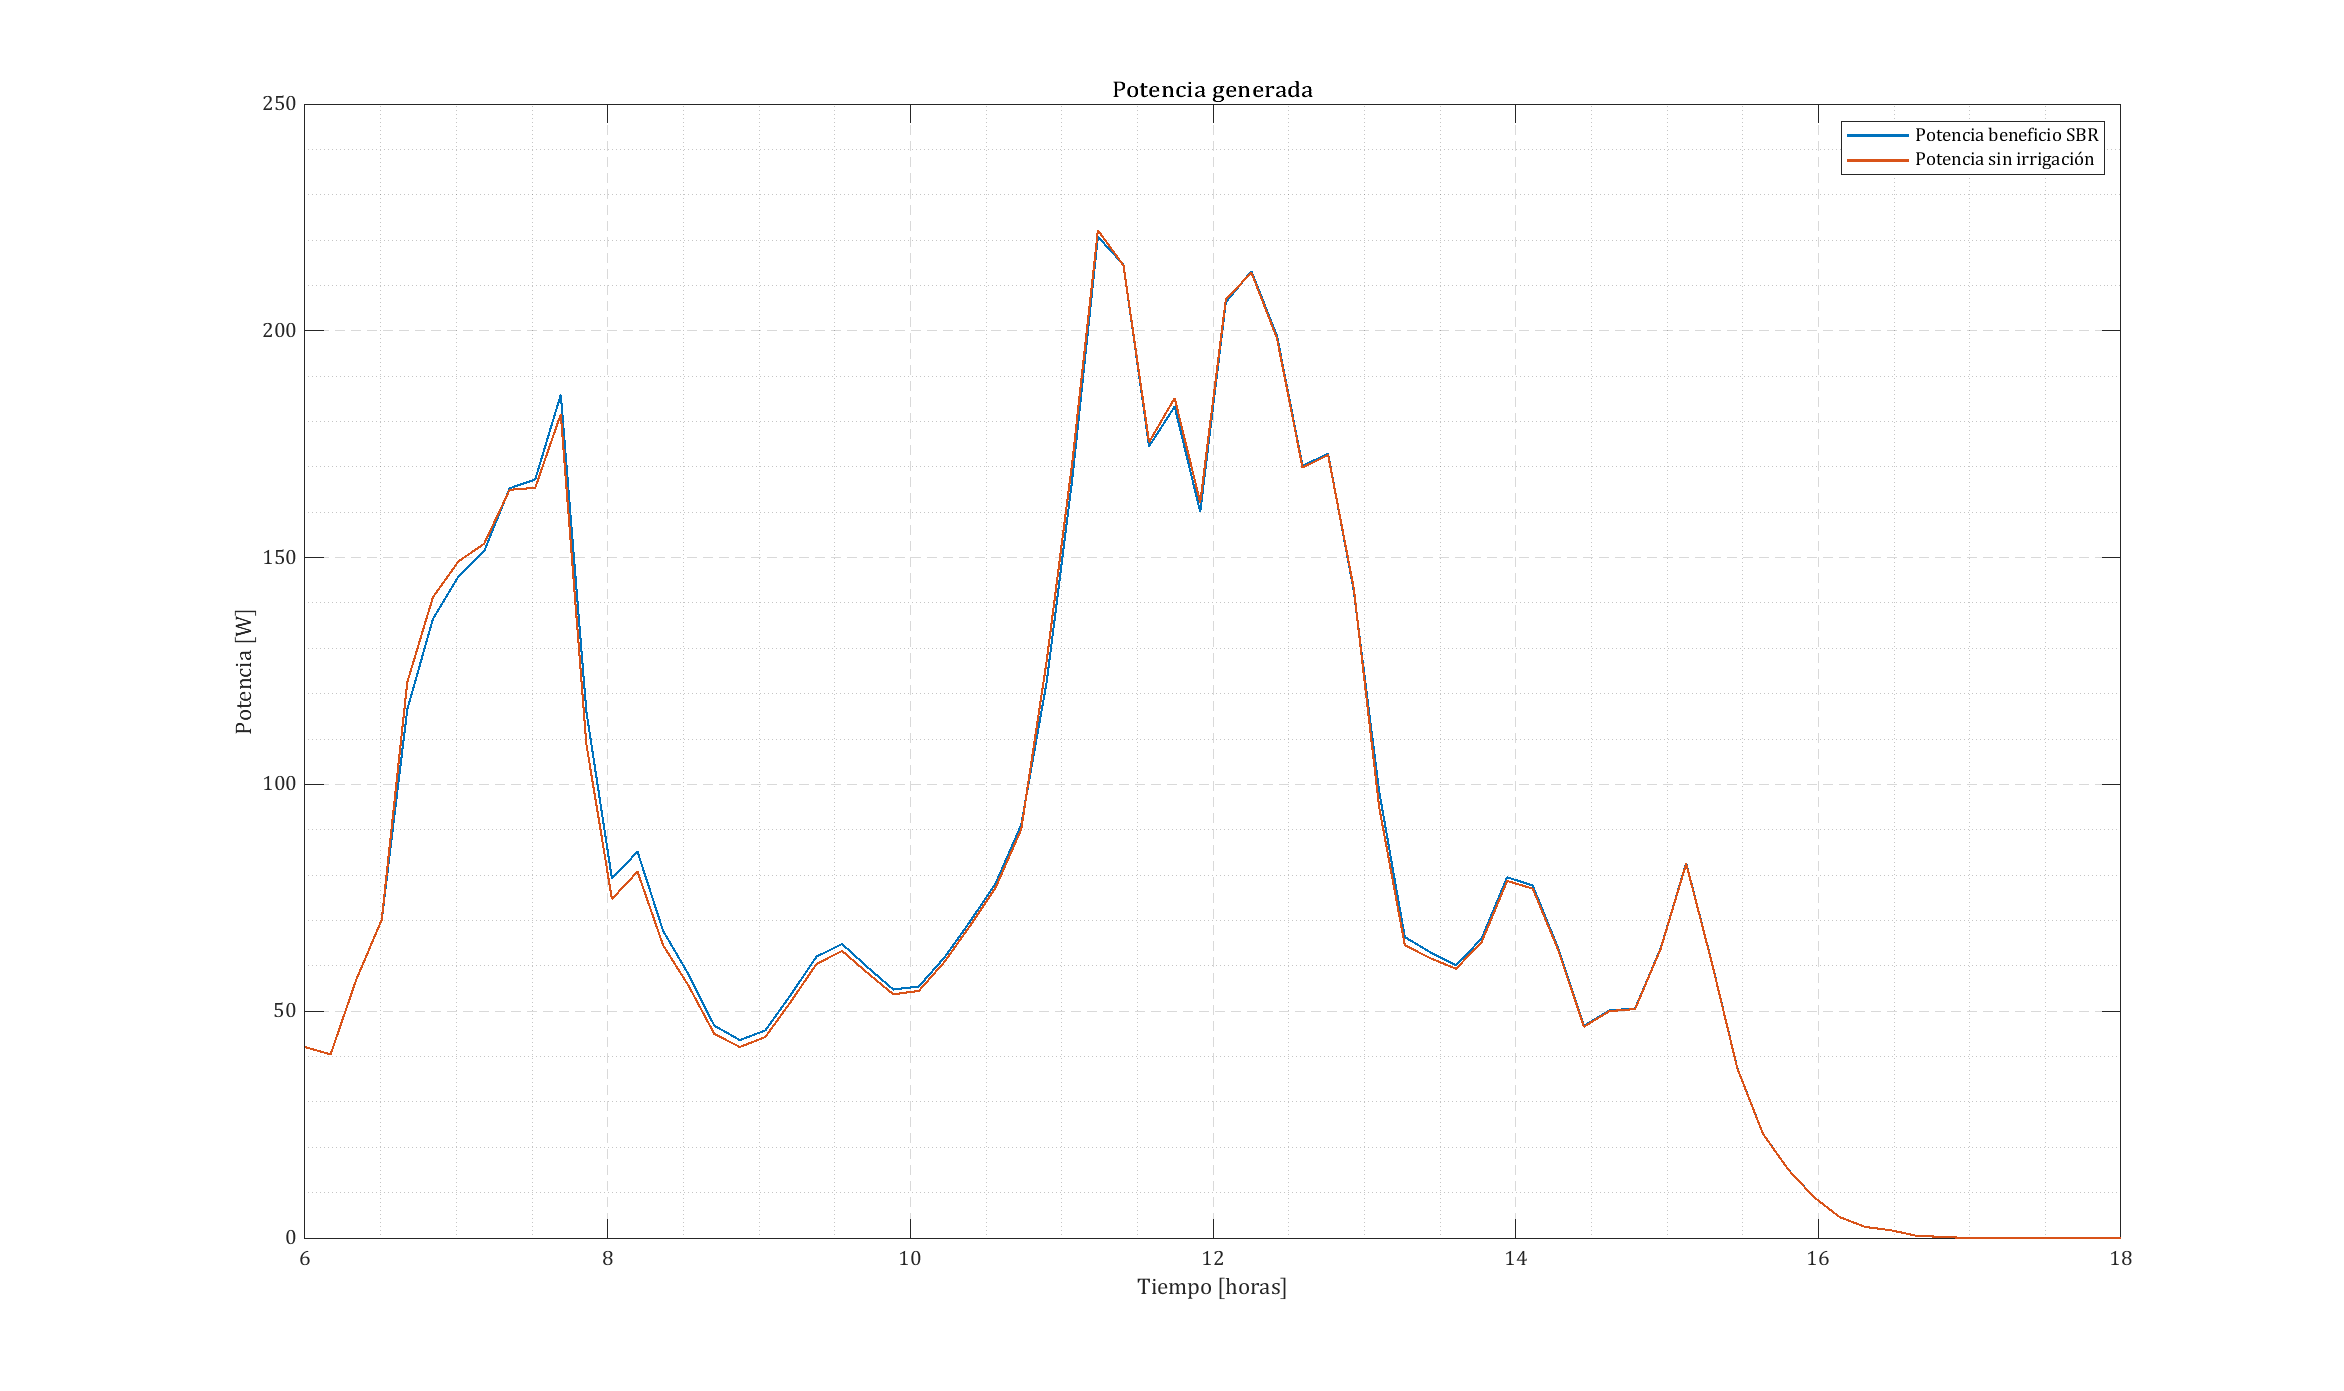 Potencia generada
250
Potencia beneficio SBR
Potencia sin irrigación
200
150
Potencia [W]
100
50
0
6 8 10 12 14 16 18
Tiempo [horas]